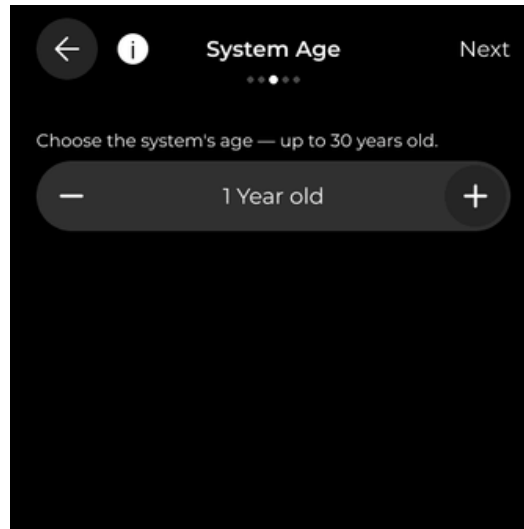 i
System Age
Next
Choose the system's age — up to 30 years old.
1 Year old